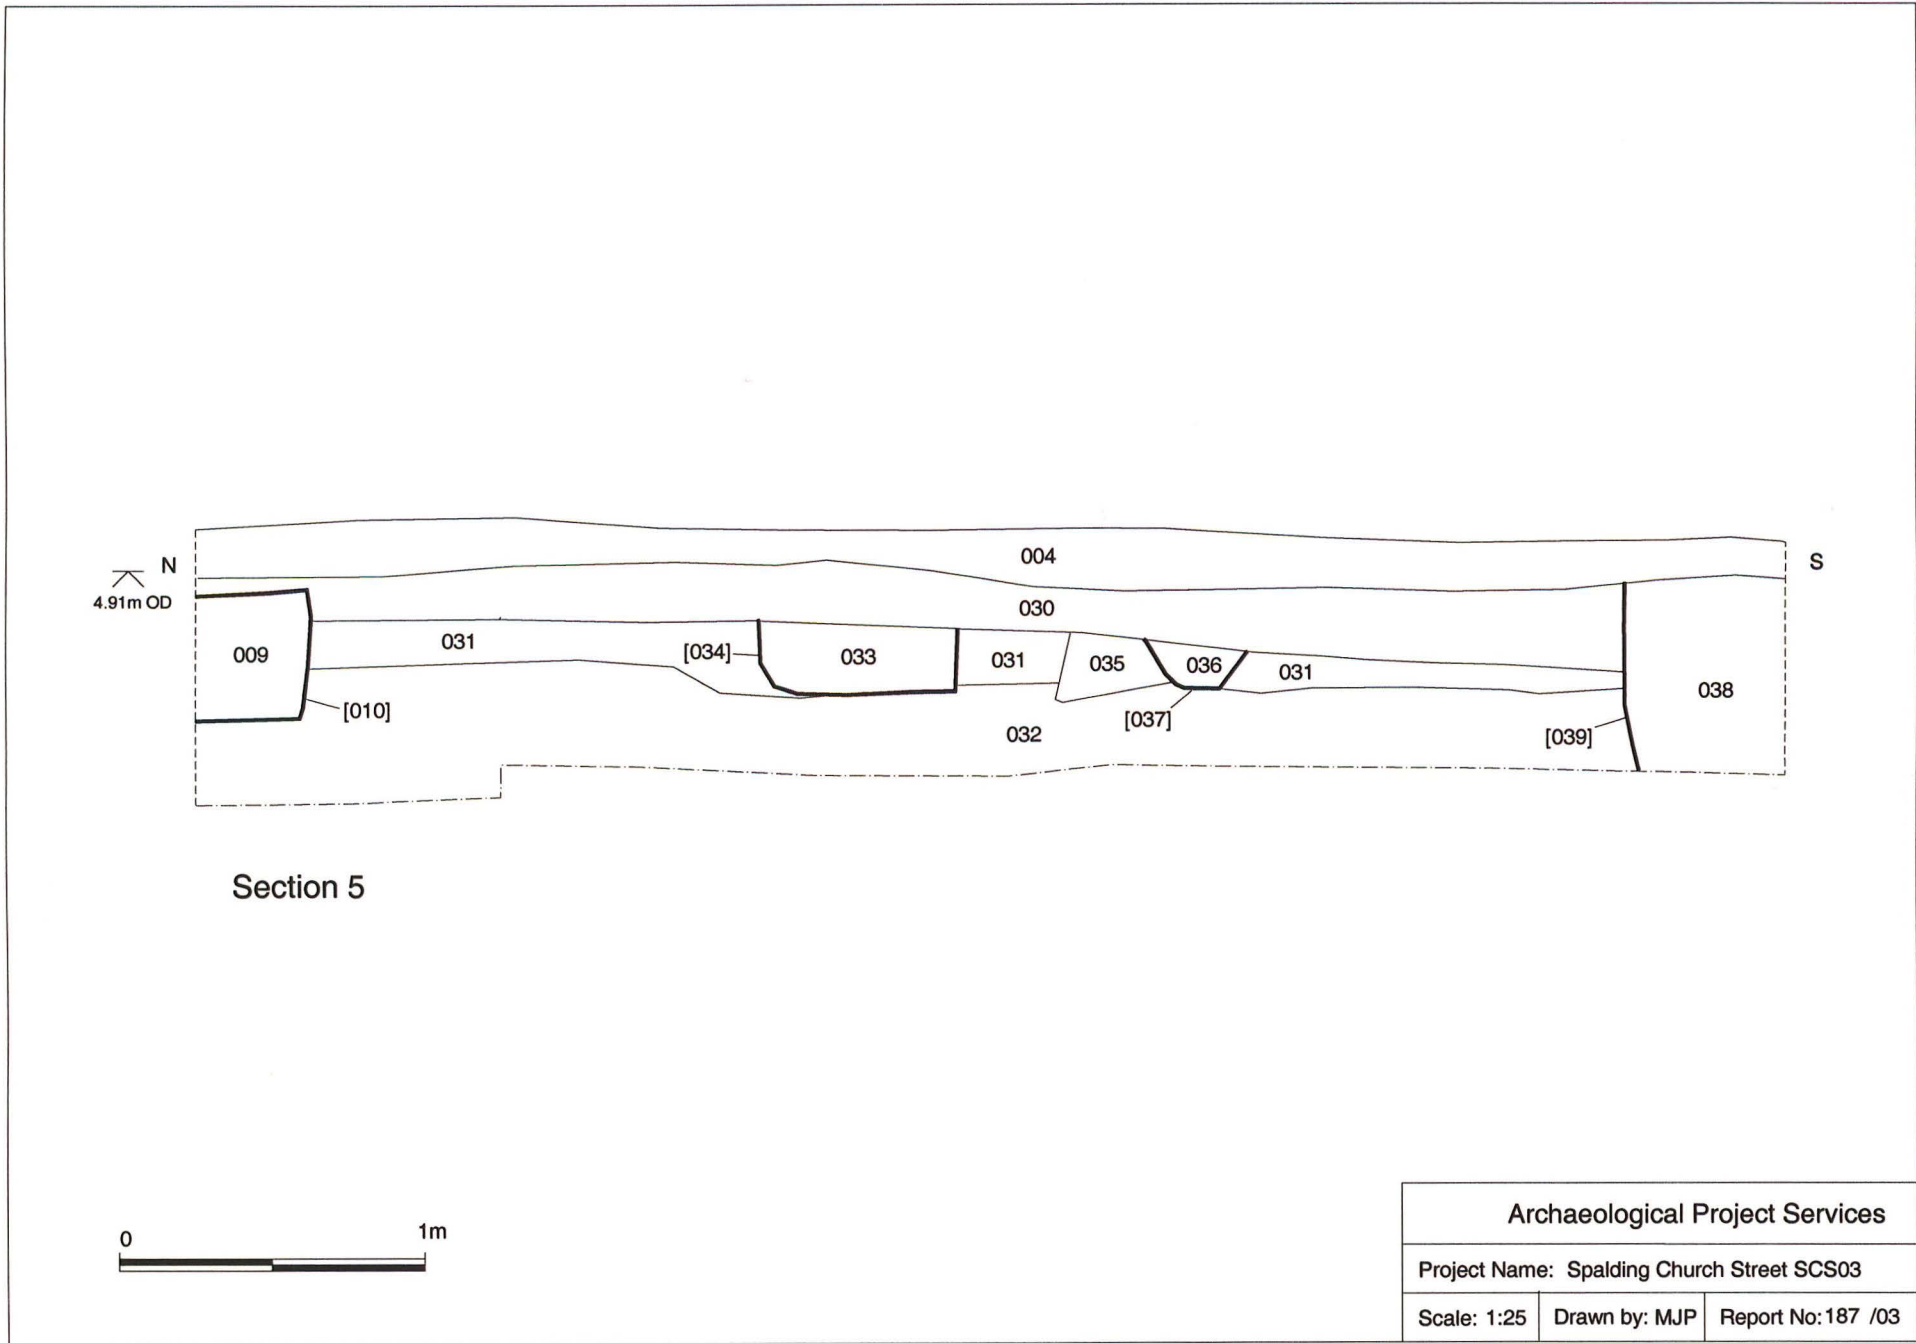 004
N
S
4.91m OD
030
009
031
[034]
033
031
035
036
031
038
[010]
[037]
032
[039]
Section 5
0 1m
Archaeological Project Services
Project Name: Spalding Church Street SCS03
Scale: 1:25 Drawn by: MJP Report No: 187 /03